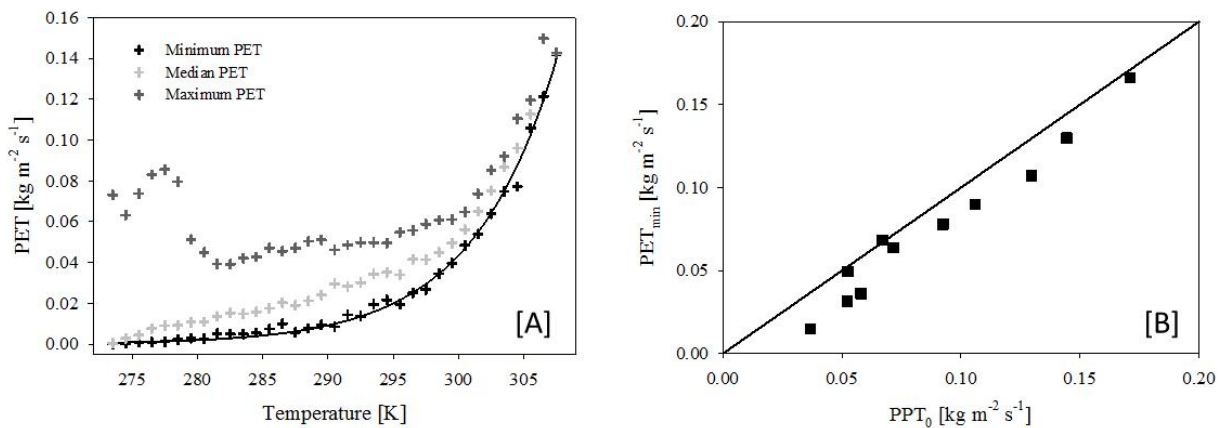 0.16
0.14
0.12
0.10
0.08
0.06
0.04
0.02
0.00
PET [kg m⁻² s⁻¹]
Minimum PET
Median PET
Maximum PET
[A]
275 280 285 290 295 300 305
Temperature [K]
0.20
0.15
0.10
0.05
0.00
PETₘᵢₙ [kg m⁻² s⁻¹]
[B]
0.00 0.05 0.10 0.15 0.20
PPT₀ [kg m⁻² s⁻¹]